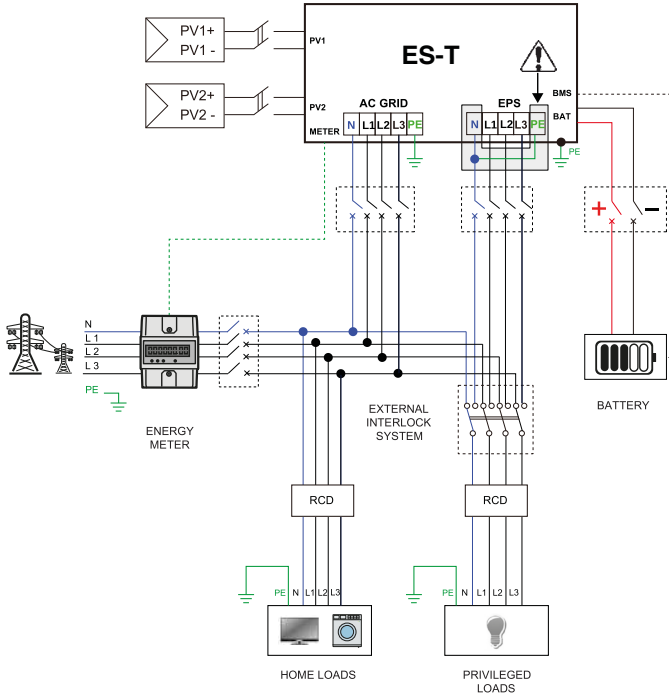 PV1+
PV1 -
PV1
ES-T
PV2+
PV2 -
PV2
BMS
BAT
AC GRID
EPS
METER
N L1 L2 L3 PE
N L1 L2 L3 PE
PE
+ −
N
L 1
L 2
L 3
PE
ENERGY
METER
EXTERNAL
INTERLOCK
SYSTEM
BATTERY
RCD
RCD
PE N L1 L2 L3
PE N L1 L2 L3
HOME LOADS
PRIVILEGED
LOADS